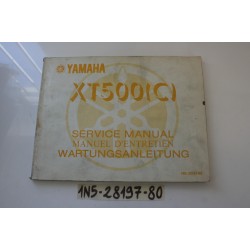 YAMAHA
XT500(C)
SERVICE MANUAL
MANUEL D'ENTRETIEN
WARTUNGSANLEITUNG
1N5-28197-80